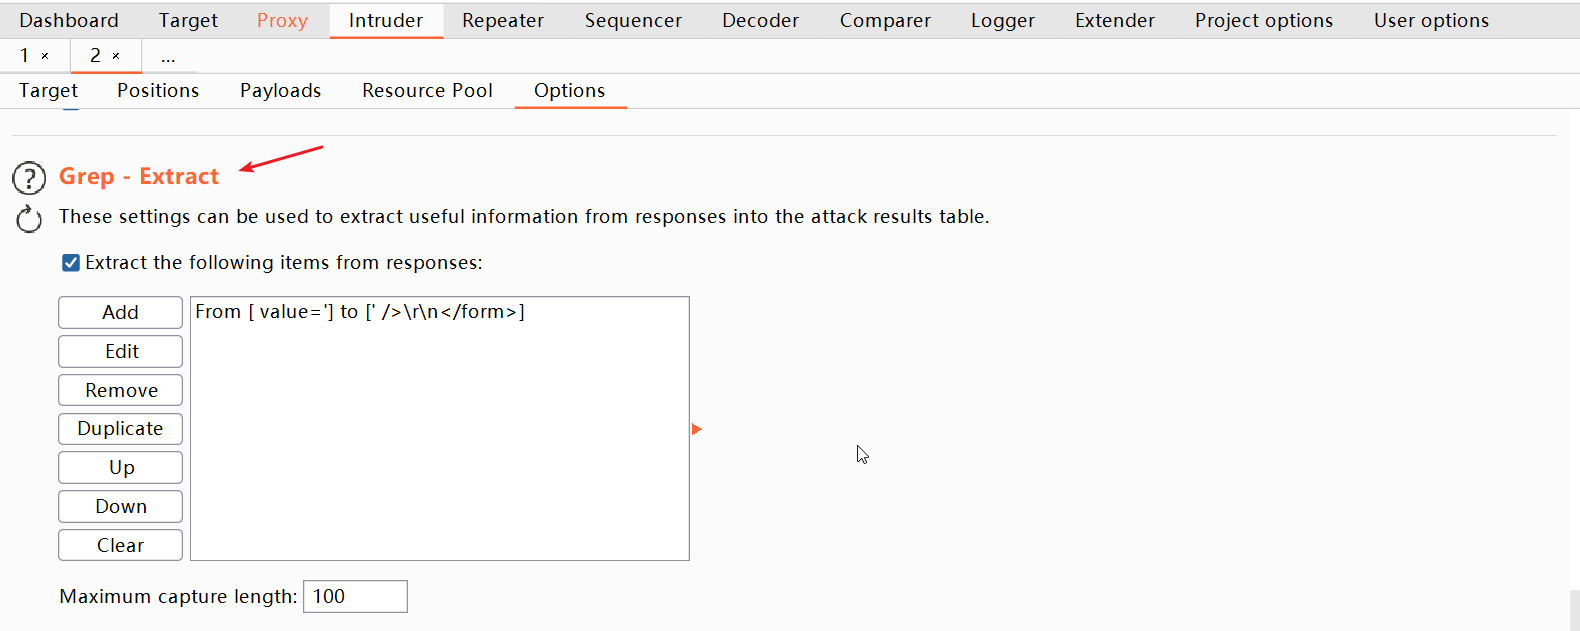 Dashboard Target Proxy Intruder Repeater Sequencer Decoder Comparer Logger Extender Project options User options
1 × 2 × ...
Target Positions Payloads Resource Pool Options
? Grep - Extract
These settings can be used to extract useful information from responses into the attack results table.
Extract the following items from responses:
Add
Edit
Remove
Duplicate
Up
Down
Clear
From [ value='] to [' />\r\n</form>]
Maximum capture length: 100